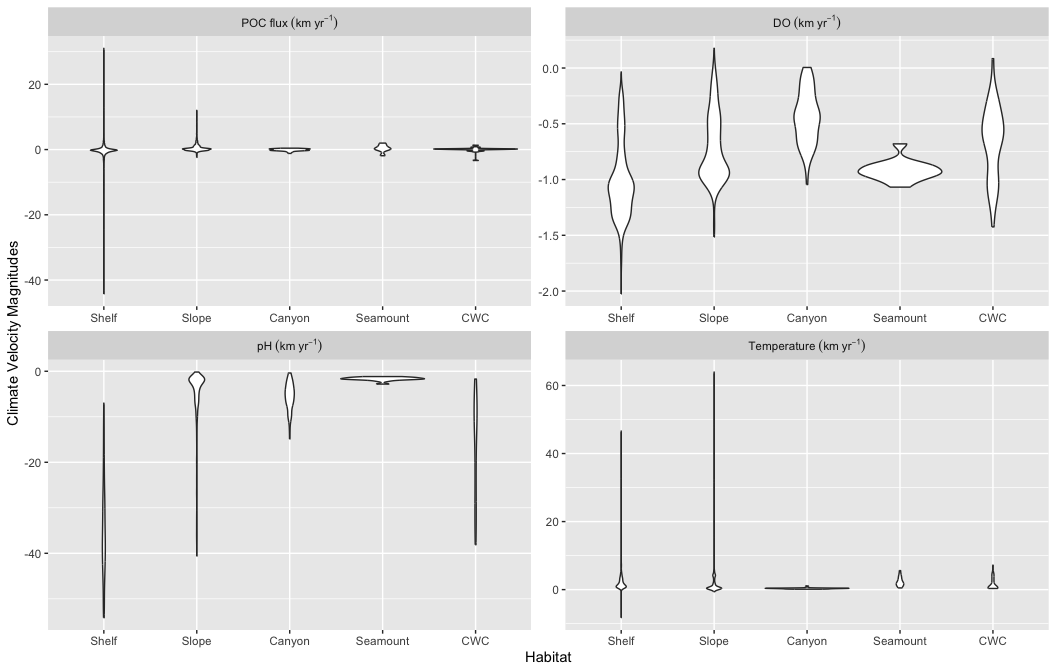 POC flux (km yr⁻¹)
DO (km yr⁻¹)
20
0
-20
-40
0.0
-0.5
-1.0
-1.5
-2.0
Shelf Slope Canyon Seamount CWC
Shelf Slope Canyon Seamount CWC
Climate Velocity Magnitudes
pH (km yr⁻¹)
Temperature (km yr⁻¹)
0
-20
-40
60
40
20
0
Shelf Slope Canyon Seamount CWC
Shelf Slope Canyon Seamount CWC
Habitat